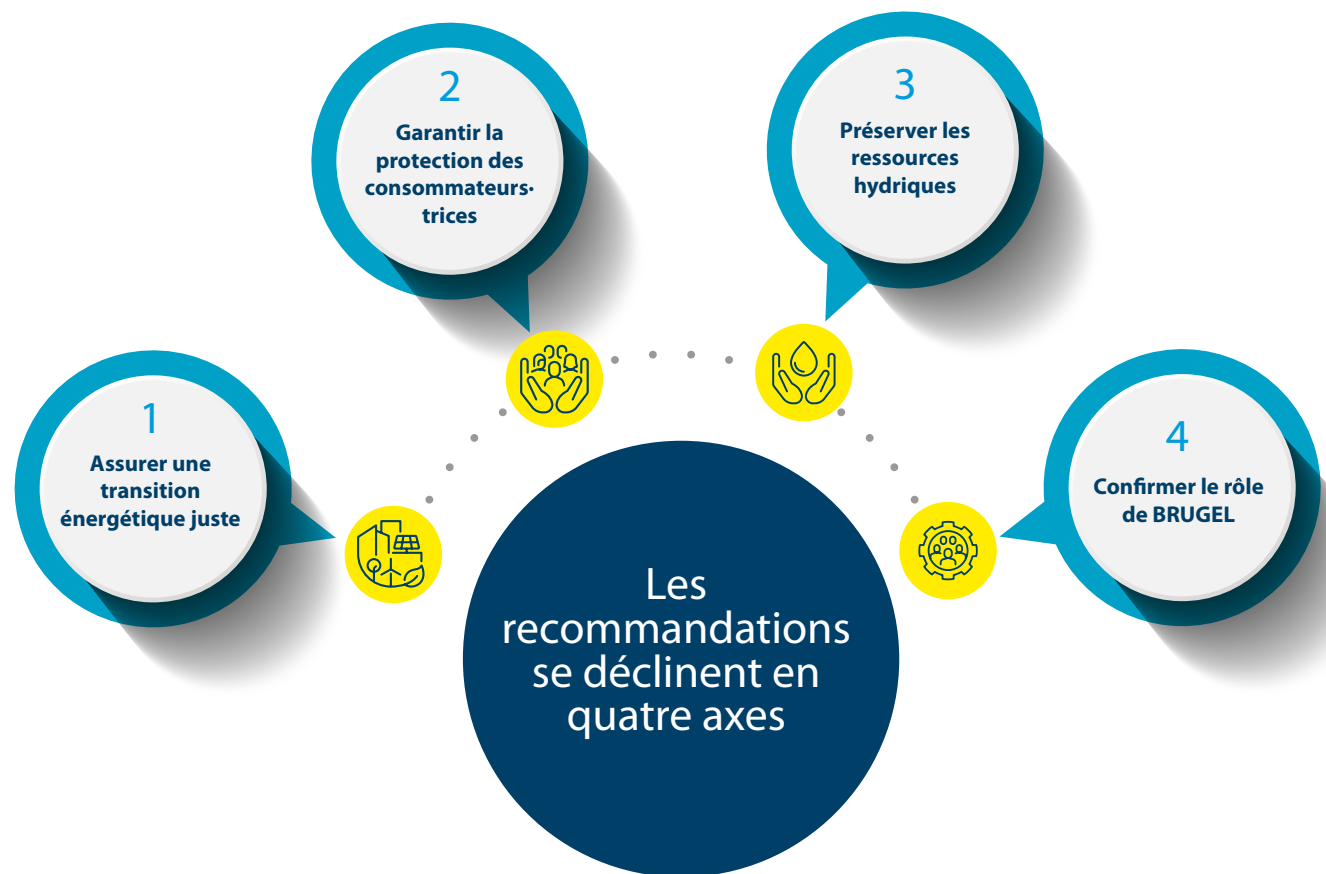 1
Assurer une
transition
énergétique juste
2
Garantir la
protection des
consommateurs·
trices
3
Préserver les
ressources
hydriques
4
Confirmer le rôle
de BRUGEL
Les
recommandations
se déclinent en
quatre axes